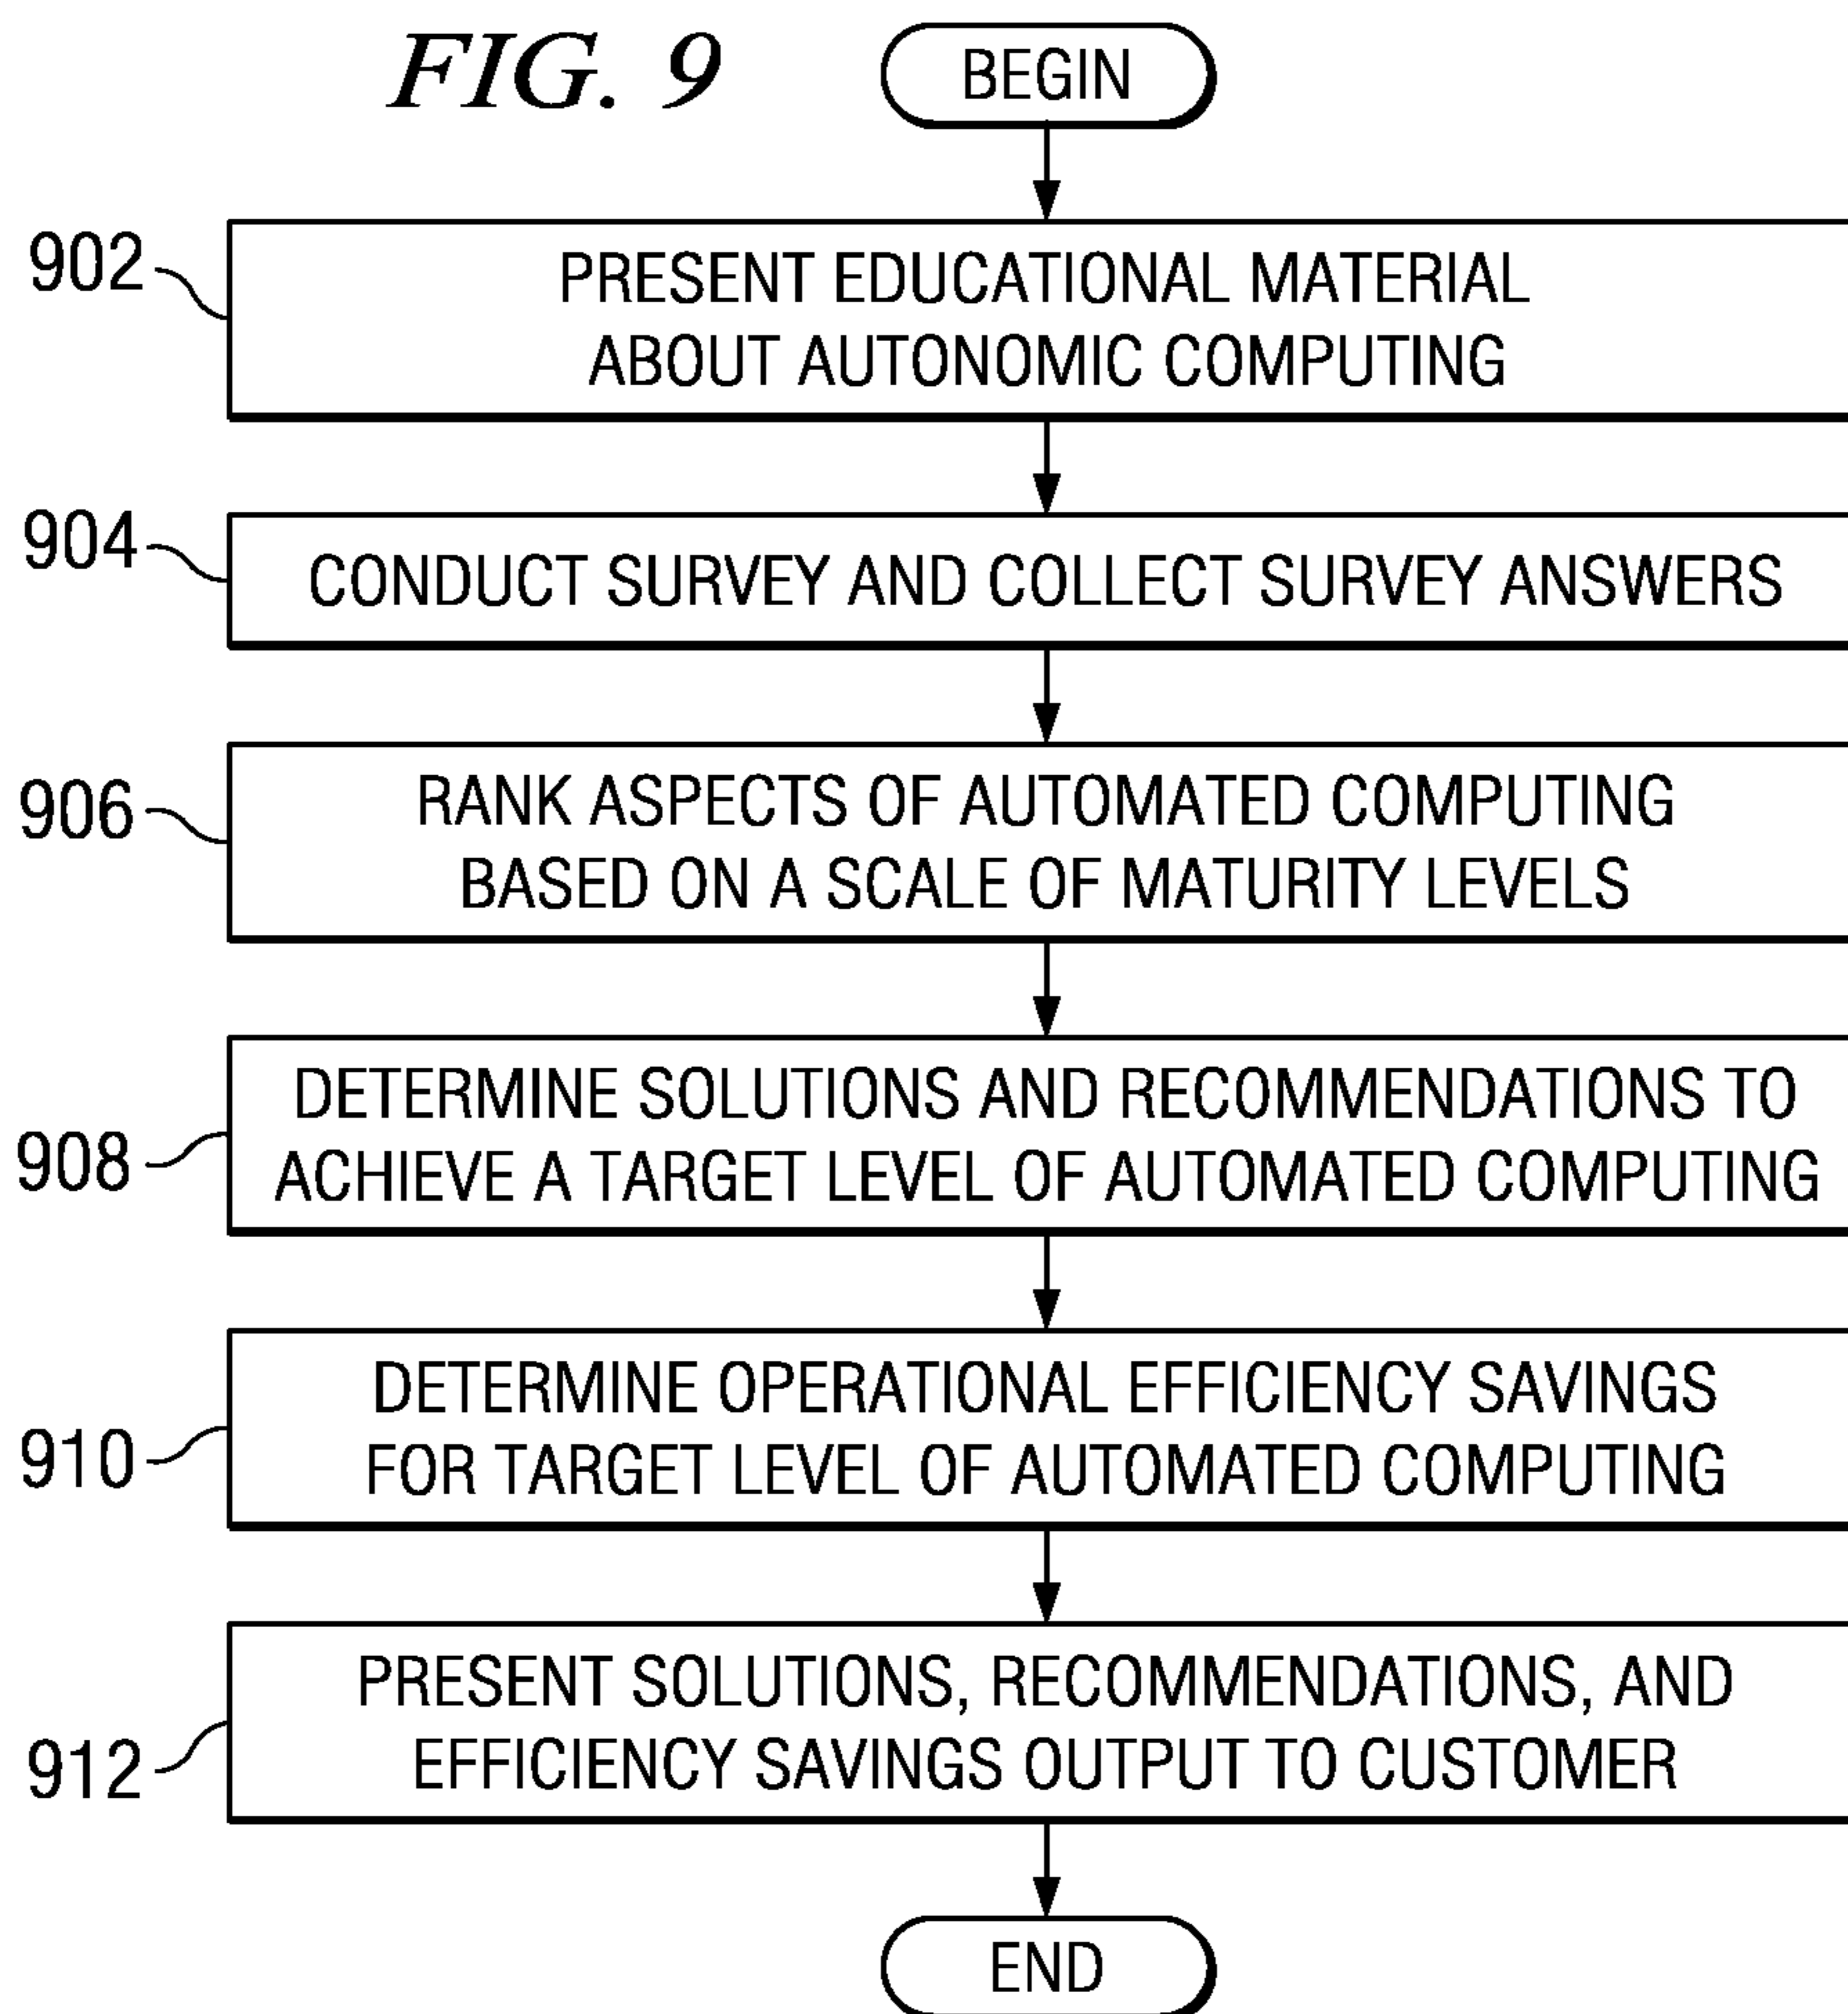 FIG. 9
BEGIN
902
PRESENT EDUCATIONAL MATERIAL
ABOUT AUTONOMIC COMPUTING
904
CONDUCT SURVEY AND COLLECT SURVEY ANSWERS
906
RANK ASPECTS OF AUTOMATED COMPUTING
BASED ON A SCALE OF MATURITY LEVELS
908
DETERMINE SOLUTIONS AND RECOMMENDATIONS TO
ACHIEVE A TARGET LEVEL OF AUTOMATED COMPUTING
910
DETERMINE OPERATIONAL EFFICIENCY SAVINGS
FOR TARGET LEVEL OF AUTOMATED COMPUTING
912
PRESENT SOLUTIONS, RECOMMENDATIONS, AND
EFFICIENCY SAVINGS OUTPUT TO CUSTOMER
END